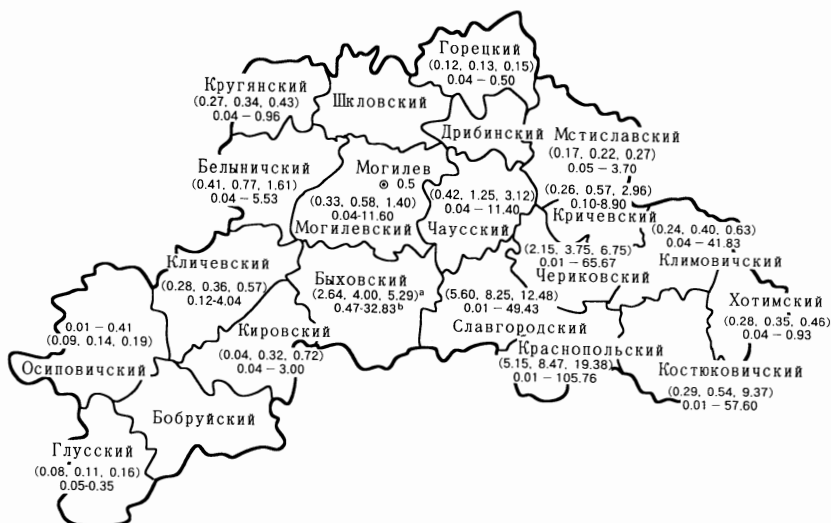 Горецкий
(0.12, 0.13, 0.15)
0.04 – 0.50
Кругянский
(0.27, 0.34, 0.43)
0.04 – 0.96
Шкловский
Дрибинский
Мстиславский
(0.17, 0.22, 0.27)
0.05 – 3.70
Белыничский
(0.41, 0.77, 1.61)
0.04 – 5.53
Могилев
0.5
(0.33, 0.58, 1.40)
0.04-11.60
Могилевский
(0.42, 1.25, 3.12)
0.04 – 11.40
Чаусский
(0.26, 0.57, 2.96)
0.10-8.90
Кричевский
(0.24, 0.40, 0.63)
0.04 – 41.83
Климовичский
Кличевский
(0.28, 0.36, 0.57)
0.12-4.04
Быховский
(2.64, 4.00, 5.29)ᵃ
0.47-32.83ᵇ
(2.15, 3.75, 6.75)
0.01 – 65.67
Чериковский
(5.60, 8.25, 12.48)
0.01 – 49.43
Славгородский
Хотимский
(0.28, 0.35, 0.46)
0.04 – 0.93
0.01 – 0.41
(0.09, 0.14, 0.19)
Осиповичский
Кировский
(0.04, 0.32, 0.72)
0.04 – 3.00
Краснопольский
(5.15, 8.47, 19.38)
0.01 – 105.76
Костюковичский
(0.29, 0.54, 9.37)
0.01 – 57.60
Бобруйский
Глусский
(0.08, 0.11, 0.16)
0.05-0.35